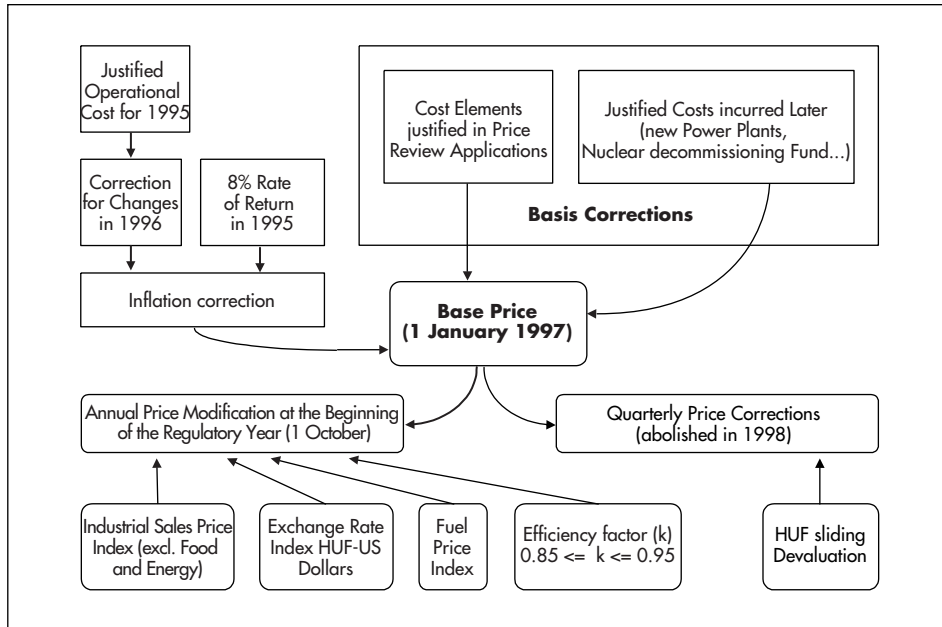 Justified
Operational
Cost for 1995
Correction
for Changes
in 1996
8% Rate
of Return
in 1995
Inflation correction
Cost Elements
justified in Price
Review Applications
Justified Costs incurred Later
(new Power Plants,
Nuclear decommissioning Fund...)
Basis Corrections
Base Price
(1 January 1997)
Annual Price Modification at the Beginning
of the Regulatory Year (1 October)
Quarterly Price Corrections
(abolished in 1998)
Industrial Sales Price
Index (excl. Food
and Energy)
Exchange Rate
Index HUF-US
Dollars
Fuel
Price
Index
Efficiency factor (k)
0.85 <= k <= 0.95
HUF sliding
Devaluation